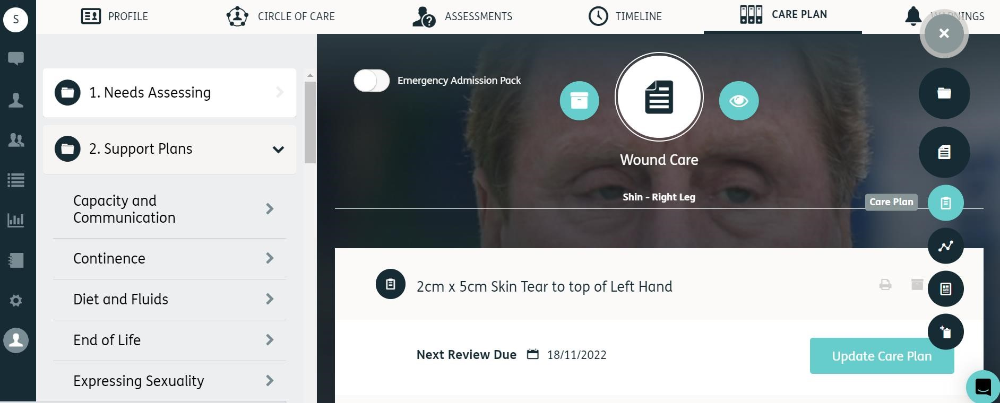 S
PROFILE
CIRCLE OF CARE
ASSESSMENTS
TIMELINE
CARE PLAN
WARNINGS
1. Needs Assessing
2. Support Plans
Capacity and
Communication
Continence
Diet and Fluids
End of Life
Expressing Sexuality
Emergency Admission Pack
Wound Care
Shin - Right Leg
Care Plan
2cm x 5cm Skin Tear to top of Left Hand
Next Review Due 18/11/2022
Update Care Plan